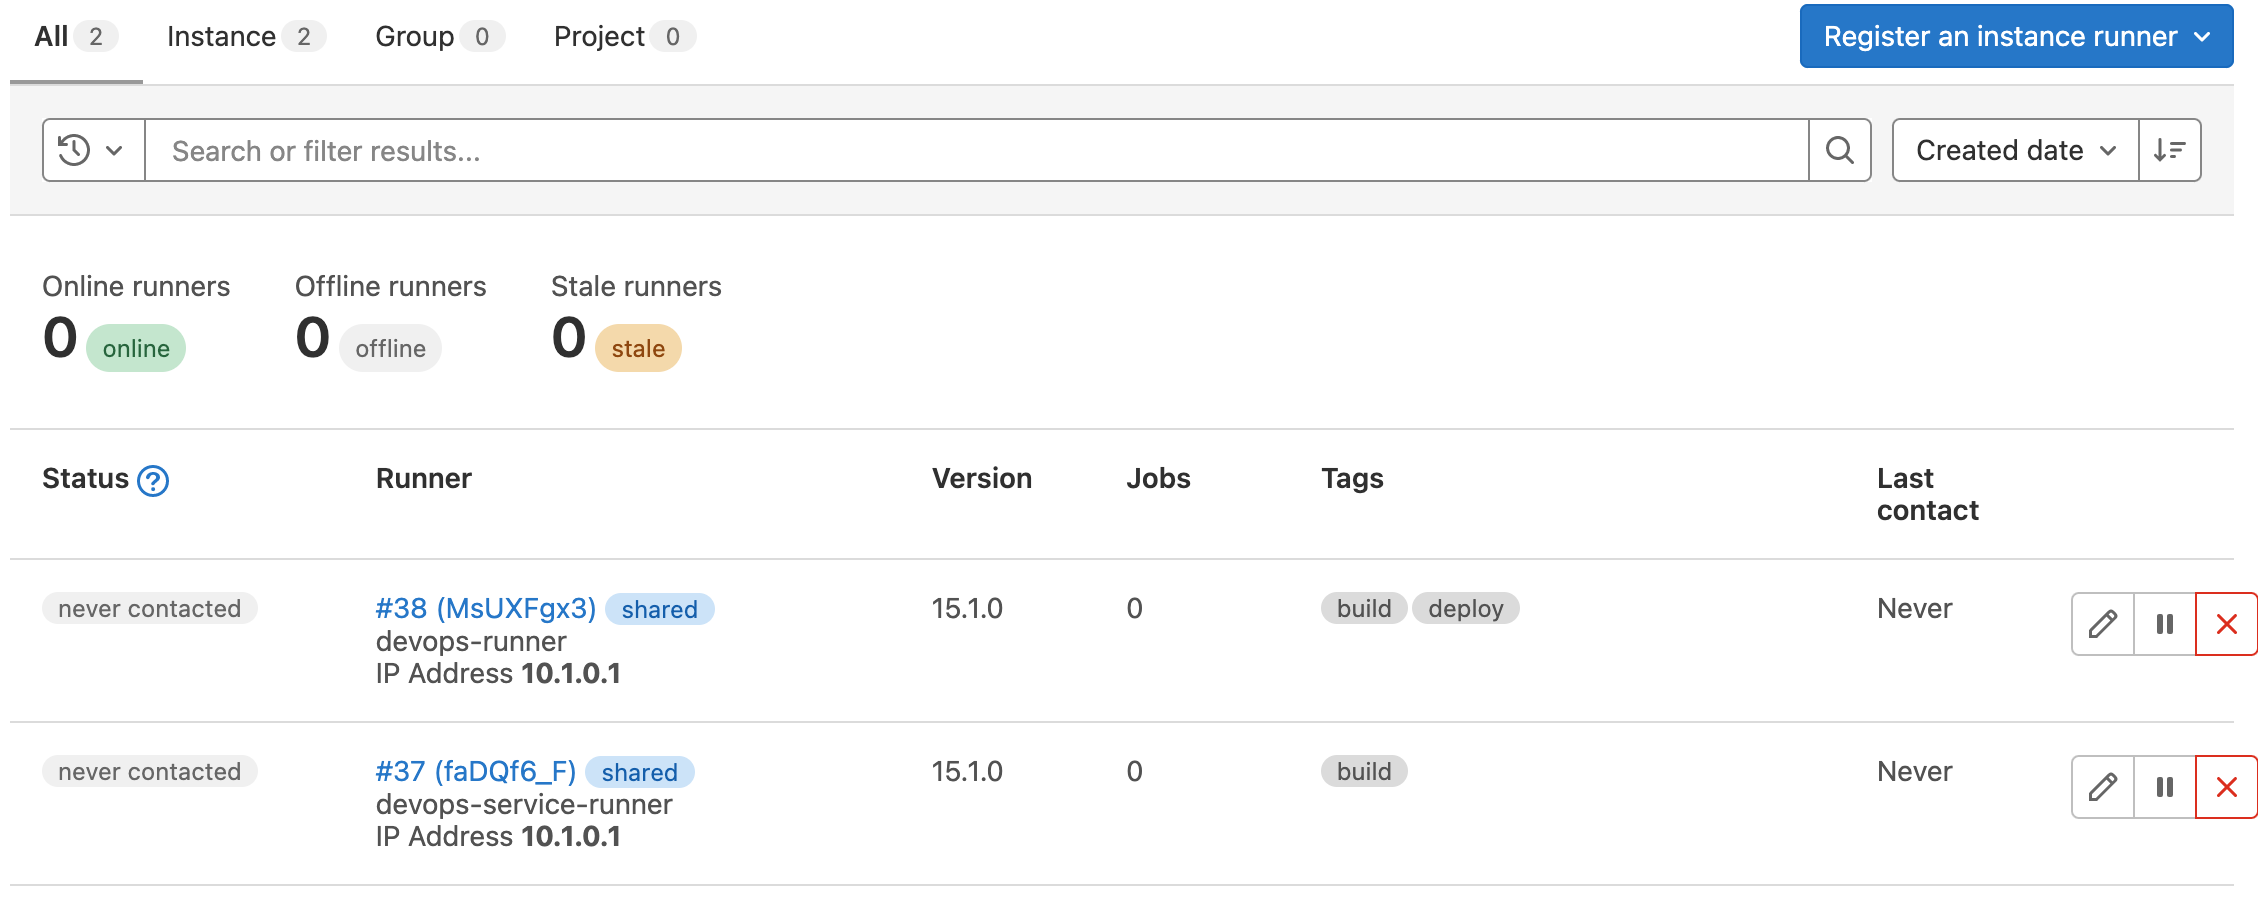 All 2 Instance 2 Group 0 Project 0 Register an instance runner
Search or filter results... Created date
Online runners Offline runners Stale runners
0 online 0 offline 0 stale
Status ? Runner Version Jobs Tags Last contact
never contacted #38 (MsUXFgx3) shared 15.1.0 0 build deploy Never
devops-runner
IP Address 10.1.0.1
never contacted #37 (faDQf6_F) shared 15.1.0 0 build Never
devops-service-runner
IP Address 10.1.0.1